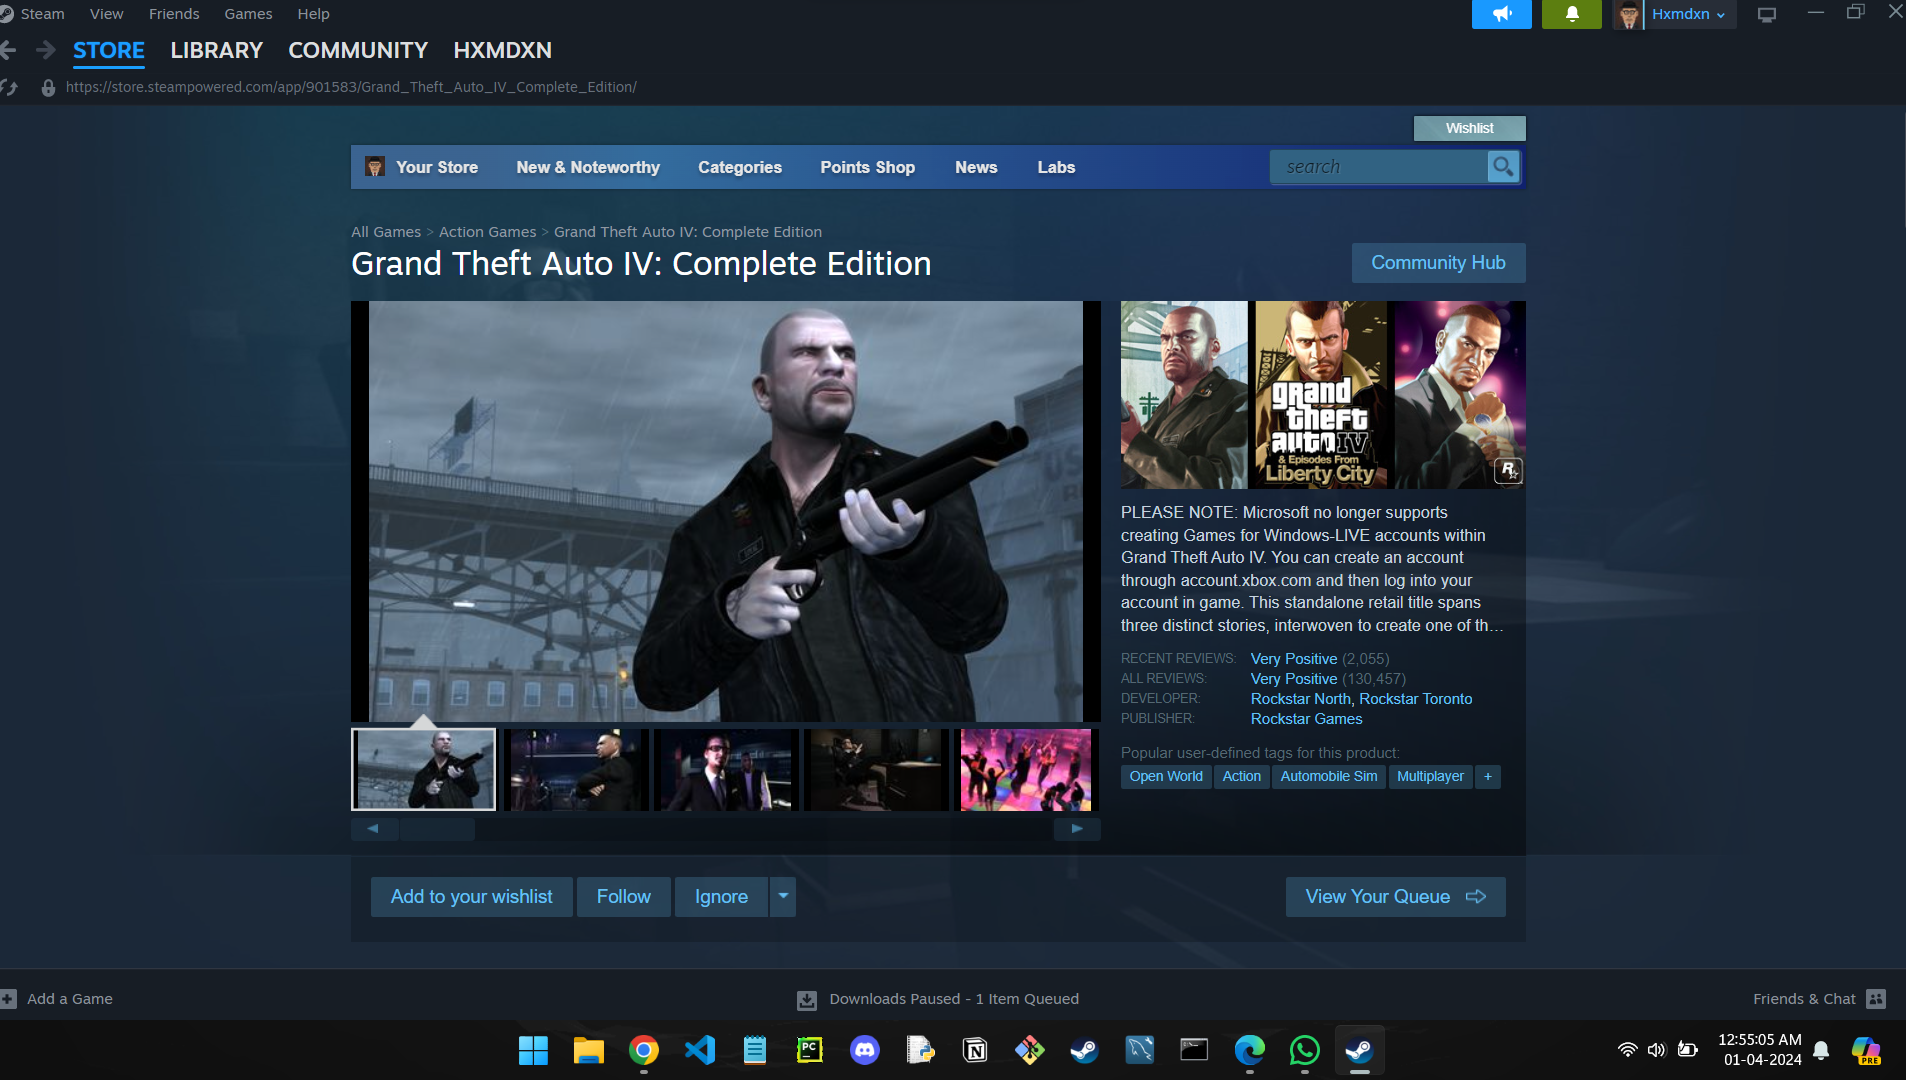 Steam View Friends Games Help
Hxmdxn
STORE LIBRARY COMMUNITY HXMDXN
https://store.steampowered.com/app/901583/Grand_Theft_Auto_IV_Complete_Edition/
Wishlist
Your Store New & Noteworthy Categories Points Shop News Labs
search
All Games > Action Games > Grand Theft Auto IV: Complete Edition
Grand Theft Auto IV: Complete Edition
Community Hub
grand
theft
auto IV
& Episodes From
Liberty City
R
PLEASE NOTE: Microsoft no longer supports
creating Games for Windows-LIVE accounts within
Grand Theft Auto IV. You can create an account
through account.xbox.com and then log into your
account in game. This standalone retail title spans
three distinct stories, interwoven to create one of th…
RECENT REVIEWS: Very Positive (2,055)
ALL REVIEWS: Very Positive (130,457)
DEVELOPER: Rockstar North, Rockstar Toronto
PUBLISHER: Rockstar Games
Popular user-defined tags for this product:
Open World Action Automobile Sim Multiplayer +
Add to your wishlist Follow Ignore
View Your Queue
Add a Game
Downloads Paused - 1 Item Queued
Friends & Chat
PC
N
12:55:05 AM
01-04-2024
PRE